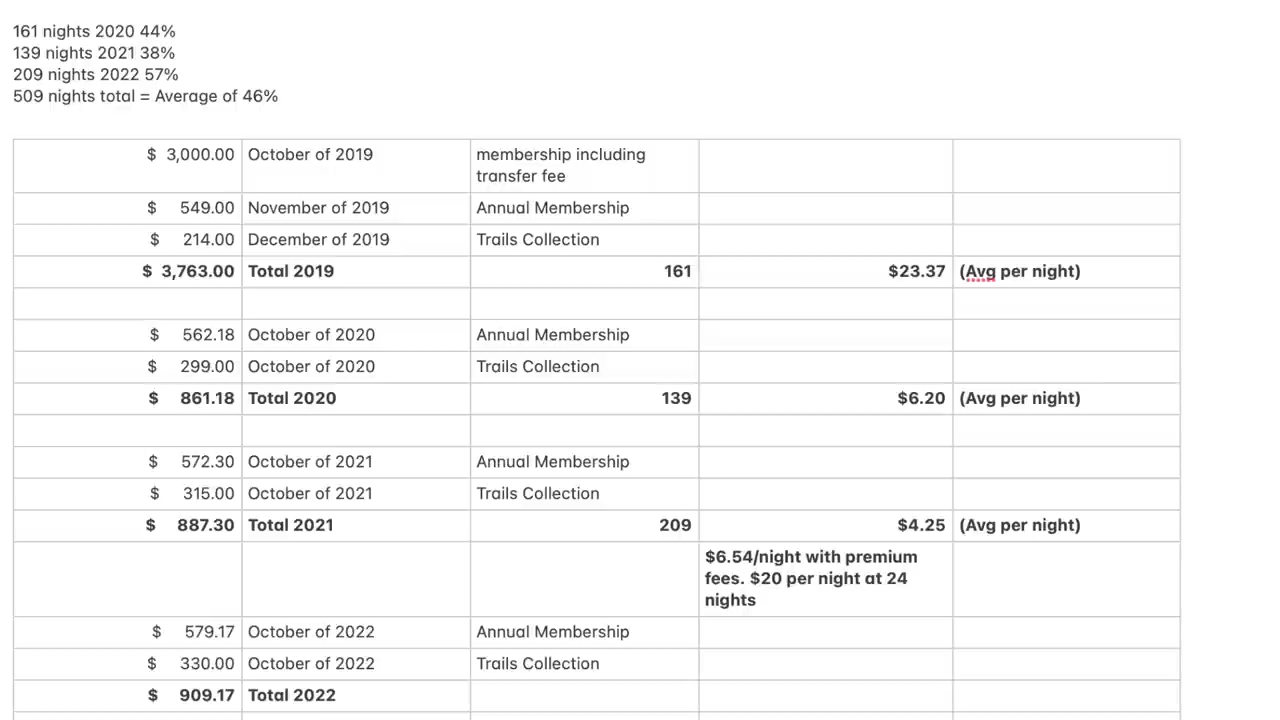 161 nights 2020 44%
139 nights 2021 38%
209 nights 2022 57%
509 nights total = Average of 46%
$ 3,000.00 October of 2019 membership including
transfer fee
$ 549.00 November of 2019 Annual Membership
$ 214.00 December of 2019 Trails Collection
$ 3,763.00 Total 2019 161 $23.37 (Avg per night)
$ 562.18 October of 2020 Annual Membership
$ 299.00 October of 2020 Trails Collection
$ 861.18 Total 2020 139 $6.20 (Avg per night)
$ 572.30 October of 2021 Annual Membership
$ 315.00 October of 2021 Trails Collection
$ 887.30 Total 2021 209 $4.25 (Avg per night)
$6.54/night with premium
fees. $20 per night at 24
nights
$ 579.17 October of 2022 Annual Membership
$ 330.00 October of 2022 Trails Collection
$ 909.17 Total 2022